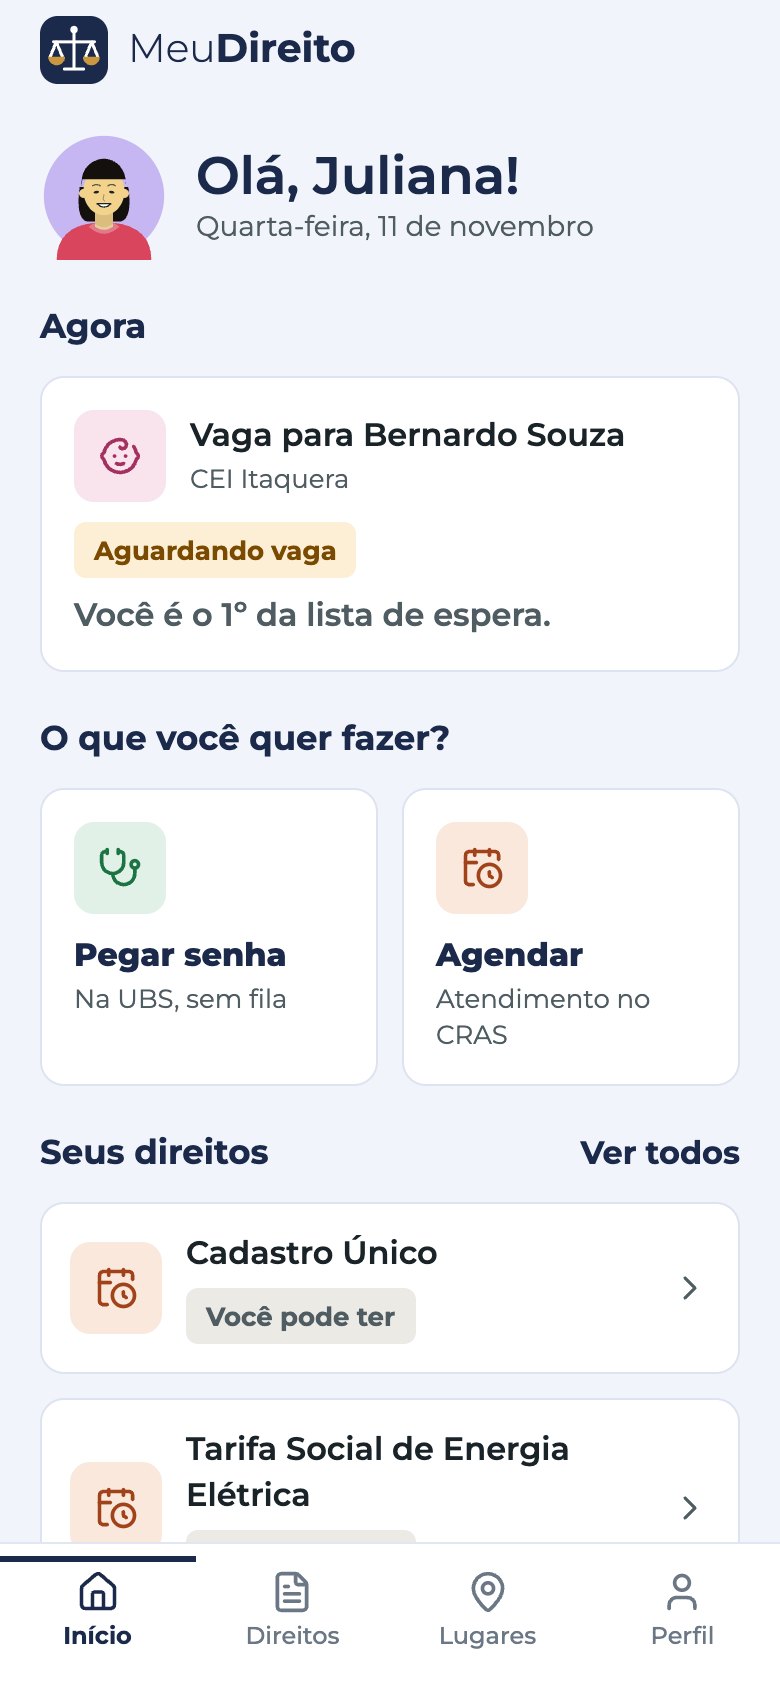 MeuDireito
Olá, Juliana!
Quarta-feira, 11 de novembro
Agora
Vaga para Bernardo Souza
CEI Itaquera
Aguardando vaga
Você é o 1º da lista de espera.
O que você quer fazer?
Pegar senha
Na UBS, sem fila
Agendar
Atendimento no
CRAS
Seus direitos
Ver todos
Cadastro Único
Você pode ter
Tarifa Social de Energia
Elétrica
Início
Direitos
Lugares
Perfil